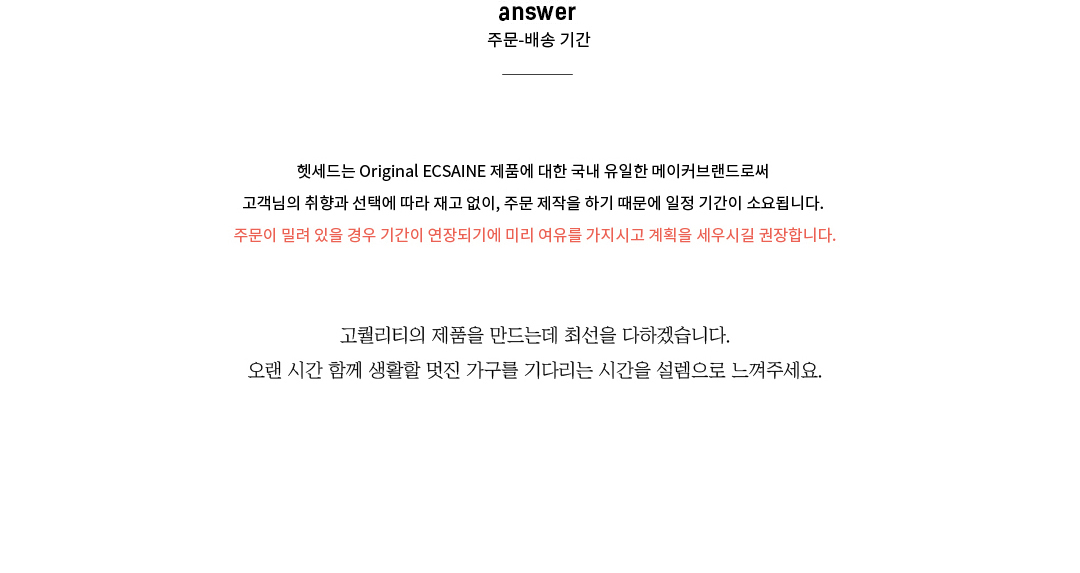 answer
주문-배송 기간
헷세드는 Original ECSAINE 제품에 대한 국내 유일한 메이커브랜드로써
고객님의 취향과 선택에 따라 재고 없이, 주문 제작을 하기 때문에 일정 기간이 소요됩니다.
주문이 밀려 있을 경우 기간이 연장되기에 미리 여유를 가지시고 계획을 세우시길 권장합니다.
고퀄리티의 제품을 만드는데 최선을 다하겠습니다.
오랜 시간 함께 생활할 멋진 가구를 기다리는 시간을 설렘으로 느껴주세요.